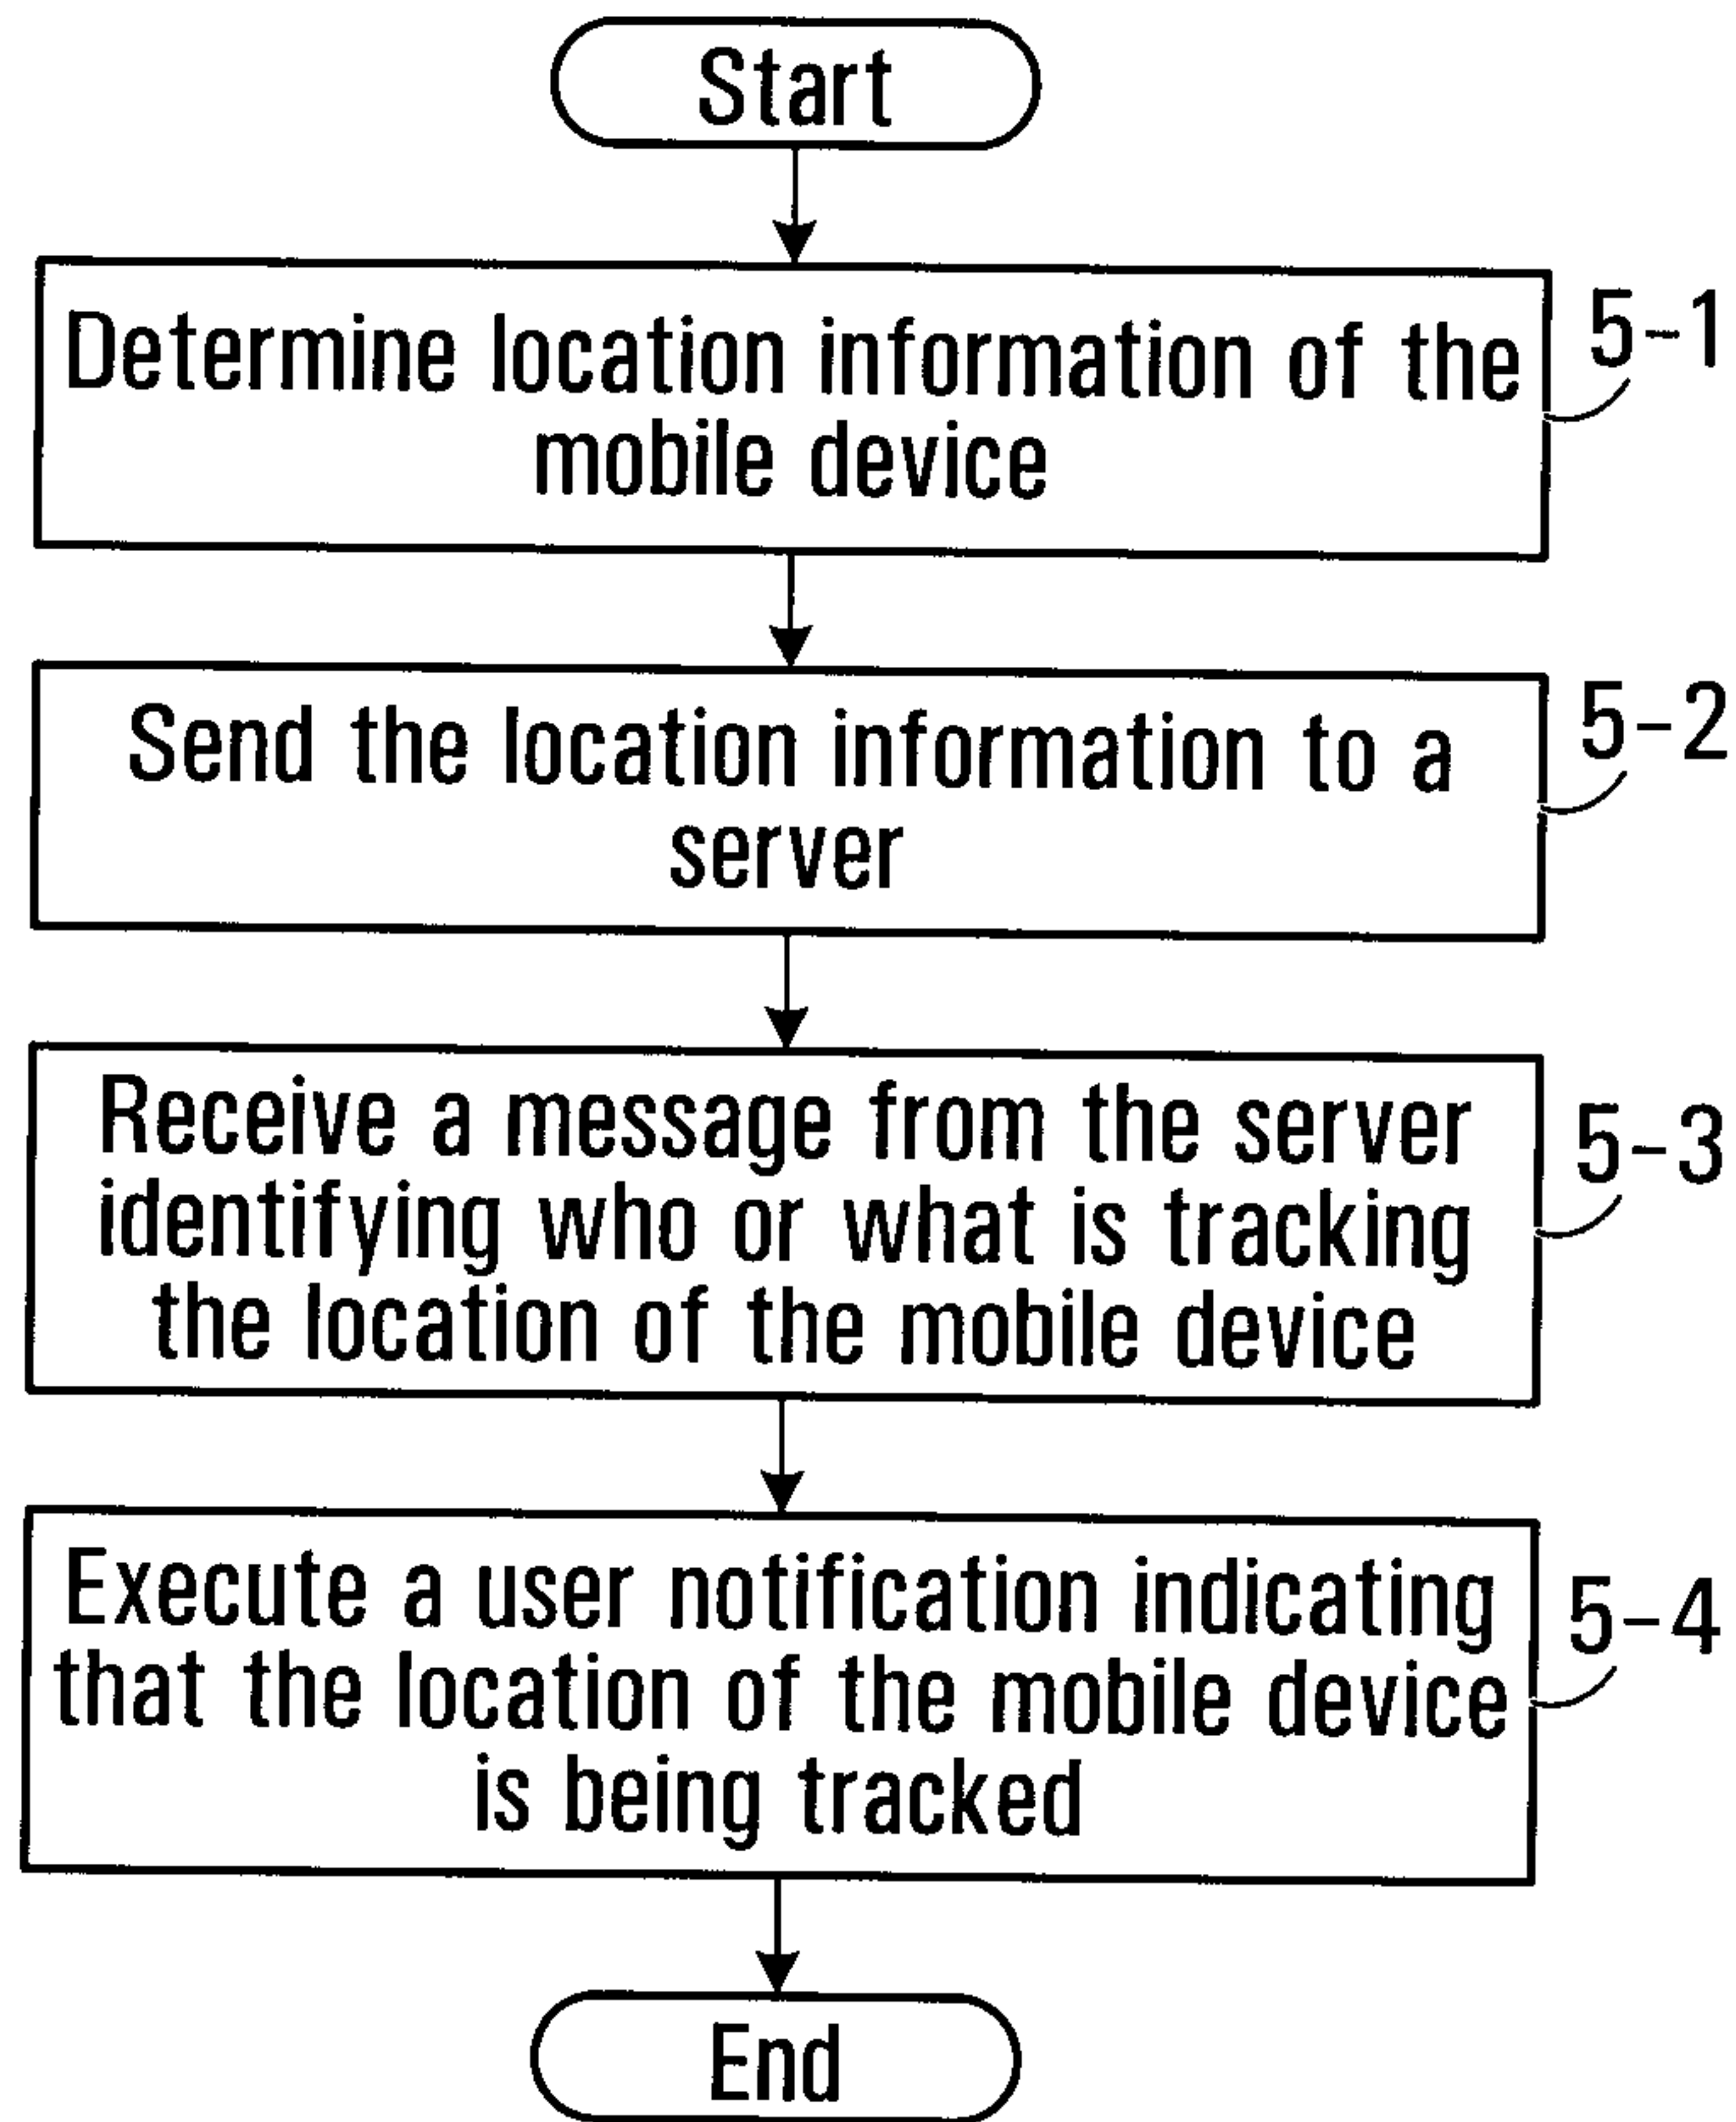 Start
Determine location information of the
mobile device
5-1
Send the location information to a
server
5-2
Receive a message from the server
identifying who or what is tracking
the location of the mobile device
5-3
Execute a user notification indicating
that the location of the mobile device
is being tracked
5-4
End